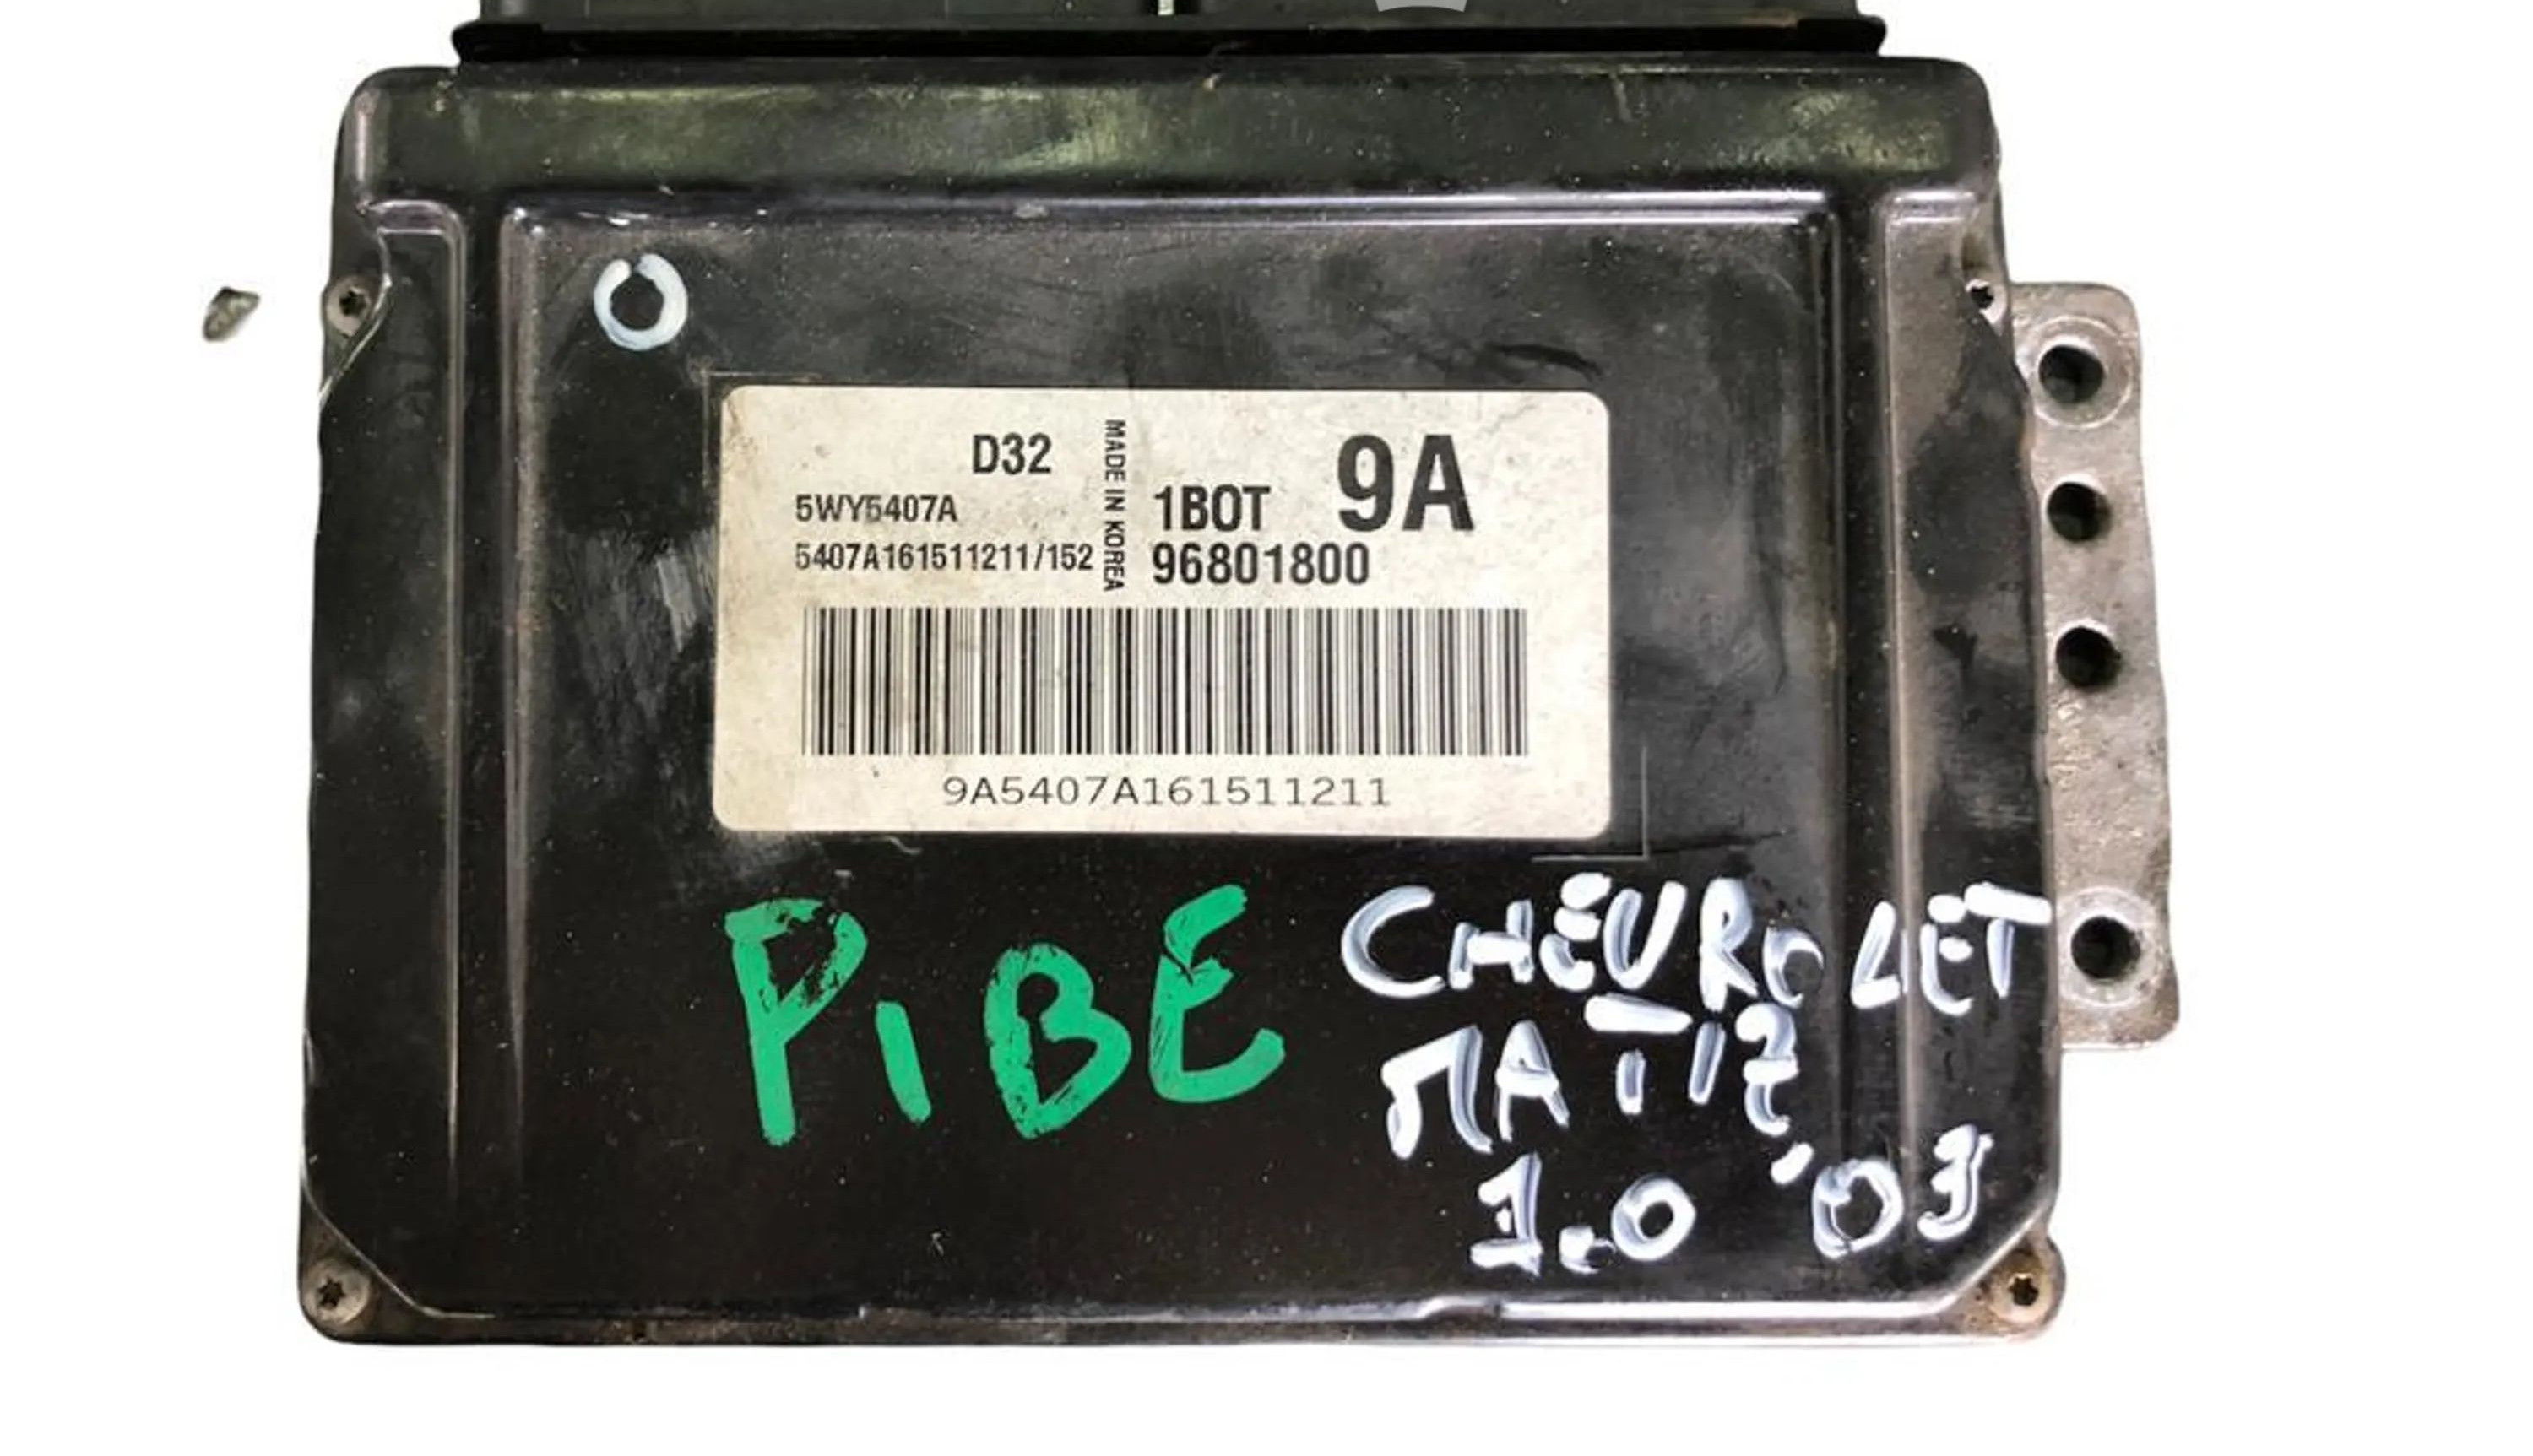 D32
MADE IN KOREA
9A
5WY5407A
1BOT
5407A161511211/152
96801800
9A5407A161511211
PIBE
CHEVROLET
MATIZ
1.0 '03